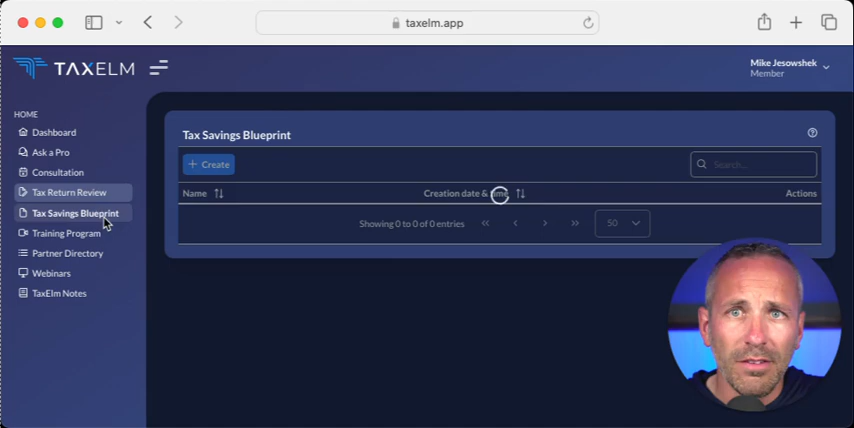 taxelm.app
TAXELM
Mike Jesowshek
Member
HOME
Dashboard
Ask a Pro
Consultation
Tax Return Review
Tax Savings Blueprint
Training Program
Partner Directory
Webinars
TaxElm Notes
Tax Savings Blueprint
+ Create
Search...
Name Creation date & time Actions
Showing 0 to 0 of 0 entries 50